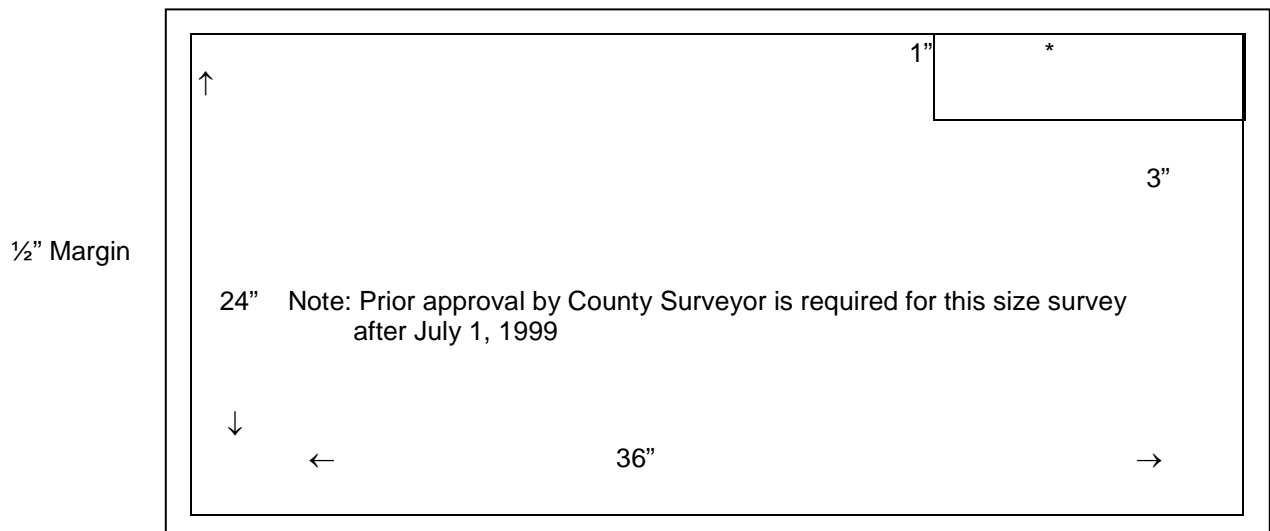 1” *
↑
3”
½” Margin
24” Note: Prior approval by County Surveyor is required for this size survey
after July 1, 1999
↓
← 36” →